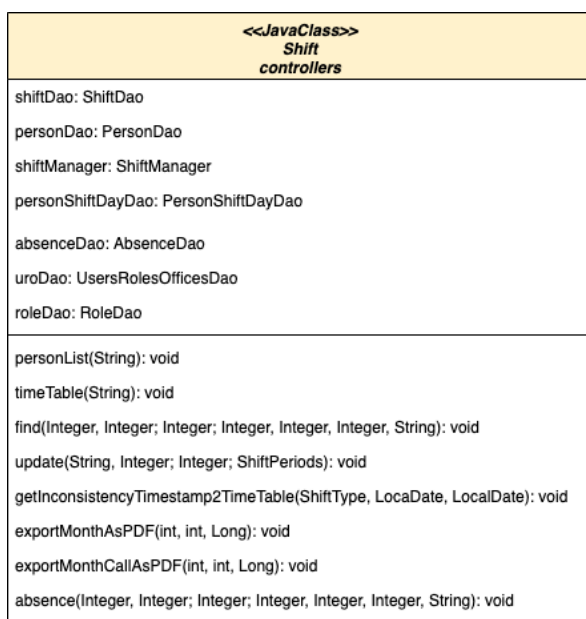 <<JavaClass>>
Shift
controllers
shiftDao: ShiftDao
personDao: PersonDao
shiftManager: ShiftManager
personShiftDayDao: PersonShiftDayDao
absenceDao: AbsenceDao
uroDao: UsersRolesOfficesDao
roleDao: RoleDao
personList(String): void
timeTable(String): void
find(Integer, Integer; Integer; Integer, Integer, Integer, String): void
update(String, Integer; Integer; ShiftPeriods): void
getInconsistencyTimestamp2TimeTable(ShiftType, LocaDate, LocalDate): void
exportMonthAsPDF(int, int, Long): void
exportMonthCallAsPDF(int, int, Long): void
absence(Integer, Integer; Integer; Integer, Integer, Integer, String): void